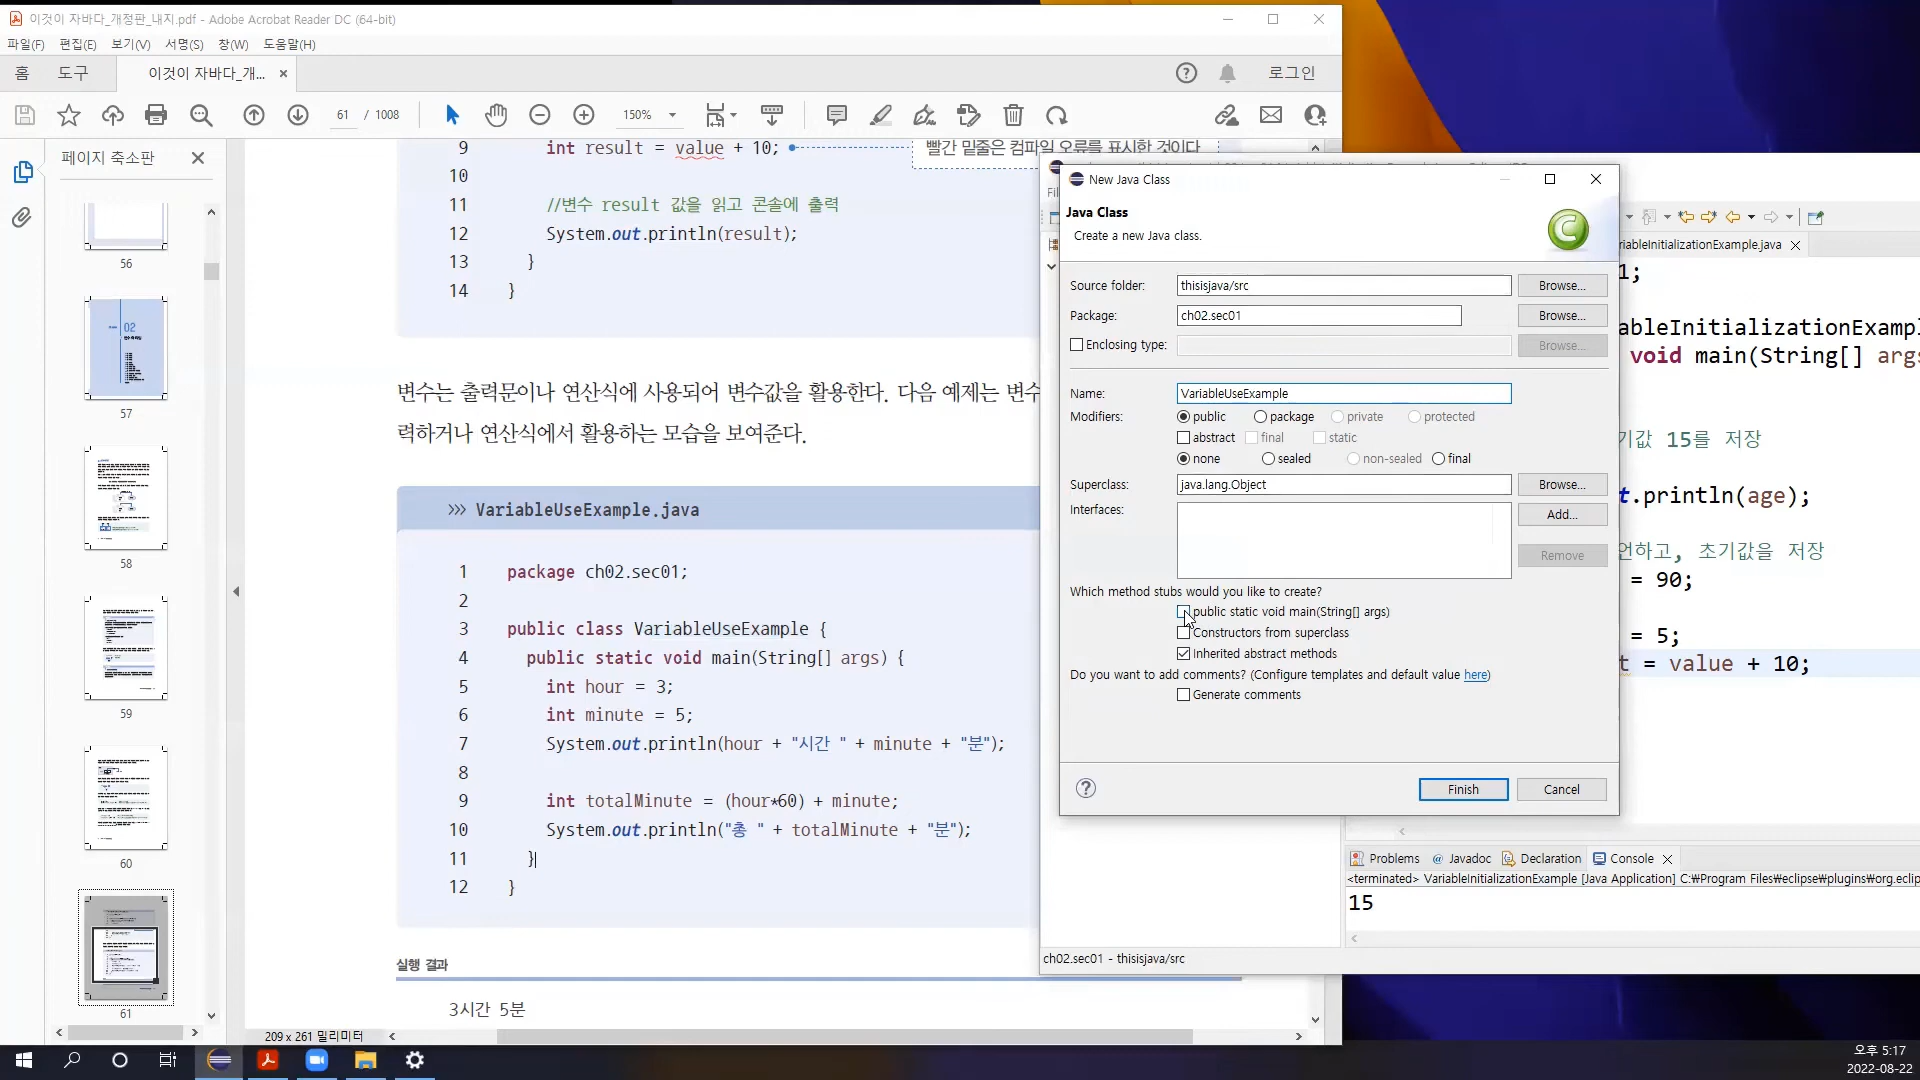 이것이 자바다_개정판_내지.pdf - Adobe Acrobat Reader DC (64-bit)
파일(F) 편집(E) 보기(V) 서명(S) 창(W) 도움말(H)
홈 도구 이것이 자바다_개... ×
로그인
61 / 1008
150%
페이지 축소판
56
57
58
59
60
61
02
9 int result = value + 10;
빨간 밑줄은 컴파일 오류를 표시한 것이다
10
11 //변수 result 값을 읽고 콘솔에 출력
12 System.out.println(result);
13 }
14 }
변수는 출력문이나 연산식에 사용되어 변수값을 활용한다. 다음 예제는 변수
력하거나 연산식에서 활용하는 모습을 보여준다.
>>> VariableUseExample.java
1 package ch02.sec01;
2
3 public class VariableUseExample {
4 public static void main(String[] args) {
5 int hour = 3;
6 int minute = 5;
7 System.out.println(hour + "시간 " + minute + "분");
8
9 int totalMinute = (hour*60) + minute;
10 System.out.println("총 " + totalMinute + "분");
11 }
12 }
실행 결과
3시간 5분
209 x 261 밀리미터
New Java Class
Java Class
Create a new Java class.
Source folder: thisisjava/src Browse...
Package: ch02.sec01 Browse...
Enclosing type: Browse...
Name: VariableUseExample
Modifiers: public package private protected
abstract final static
none sealed non-sealed final
Superclass: java.lang.Object Browse...
Interfaces: Add...
Remove
Which method stubs would you like to create?
public static void main(String[] args)
Constructors from superclass
Inherited abstract methods
Do you want to add comments? (Configure templates and default value here)
Generate comments
Finish Cancel
Fil
riableInitializationExample.java
1;
ableInitializationExampl
void main(String[] args
기값 15를 저장
t.println(age);
언하고, 초기값을 저장
= 90;
= 5;
t = value + 10;
Problems Javadoc Declaration Console
<terminated> VariableInitializationExample [Java Application] C:₩Program Files₩eclipse₩plugins₩org.eclip
15
ch02.sec01 - thisisjava/src
오후 5:17
2022-08-22